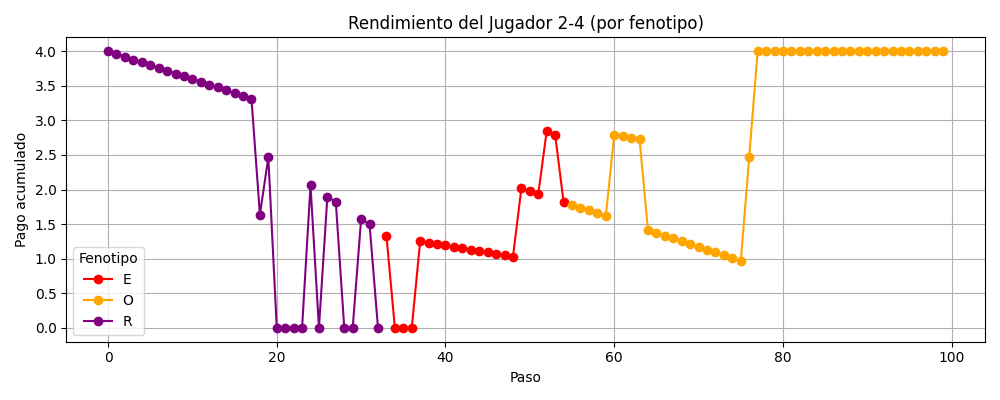 Rendimiento del Jugador 2-4 (por fenotipo)
Pago acumulado
4.0
3.5
3.0
2.5
2.0
1.5
1.0
0.5
0.0
Fenotipo
E
O
R
0 20 40 60 80 100
Paso